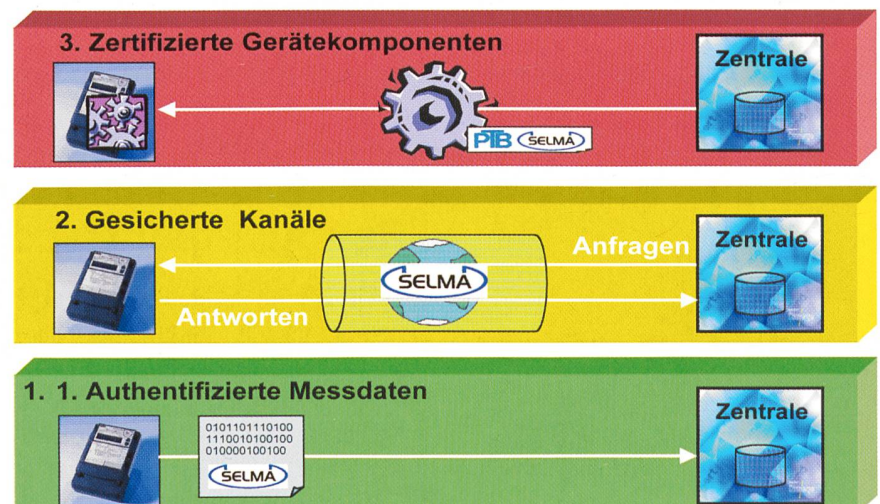 3. Zertifizierte Gerätekomponenten
Zentrale
PTB SELMA
2. Gesicherte Kanäle
Anfragen
Zentrale
SELMA
Antworten
1. 1. Authentifizierte Messdaten
Zentrale
0101101110100
1110010100100
010000100100
SELMA